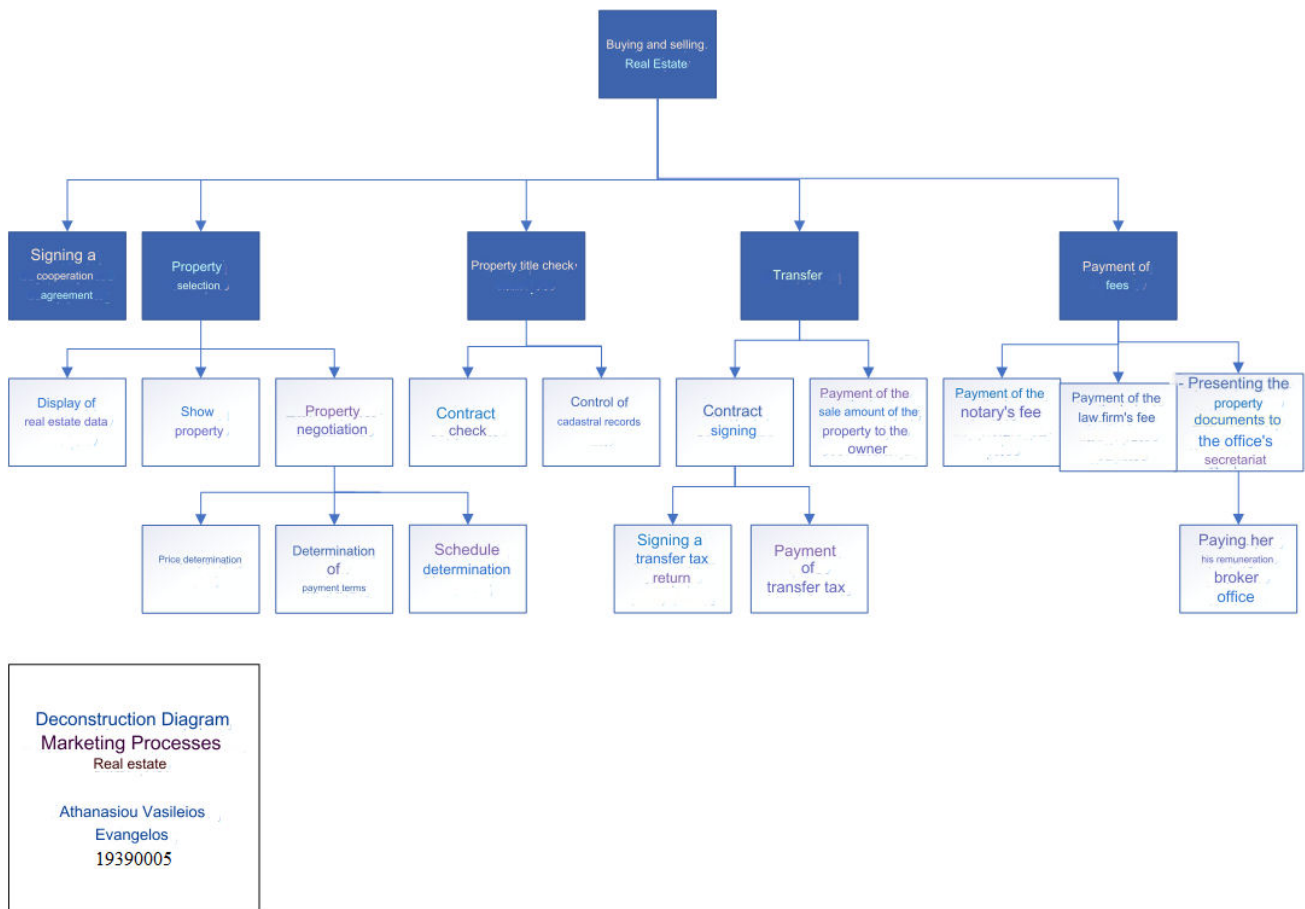 Buying and selling.
Real Estate
Signing a
cooperation
agreement
Property
selection
Property title check
Transfer
Payment of
fees
Display of
real estate data
Show
property
Property
negotiation
Contract
check
Control of
cadastral records
Contract
signing
Payment of the
sale amount of the
property to the
owner
Payment of the
notary's fee
Payment of the
law firm's fee
- Presenting the
property
documents to
the office's
secretariat
Price determination
Determination
of
payment terms
Schedule
determination
Signing a
transfer tax
return
Payment
of
transfer tax
Paying her
his remuneration
broker
office
Deconstruction Diagram
Marketing Processes
Real estate
Athanasiou Vasileios
Evangelos
19390005